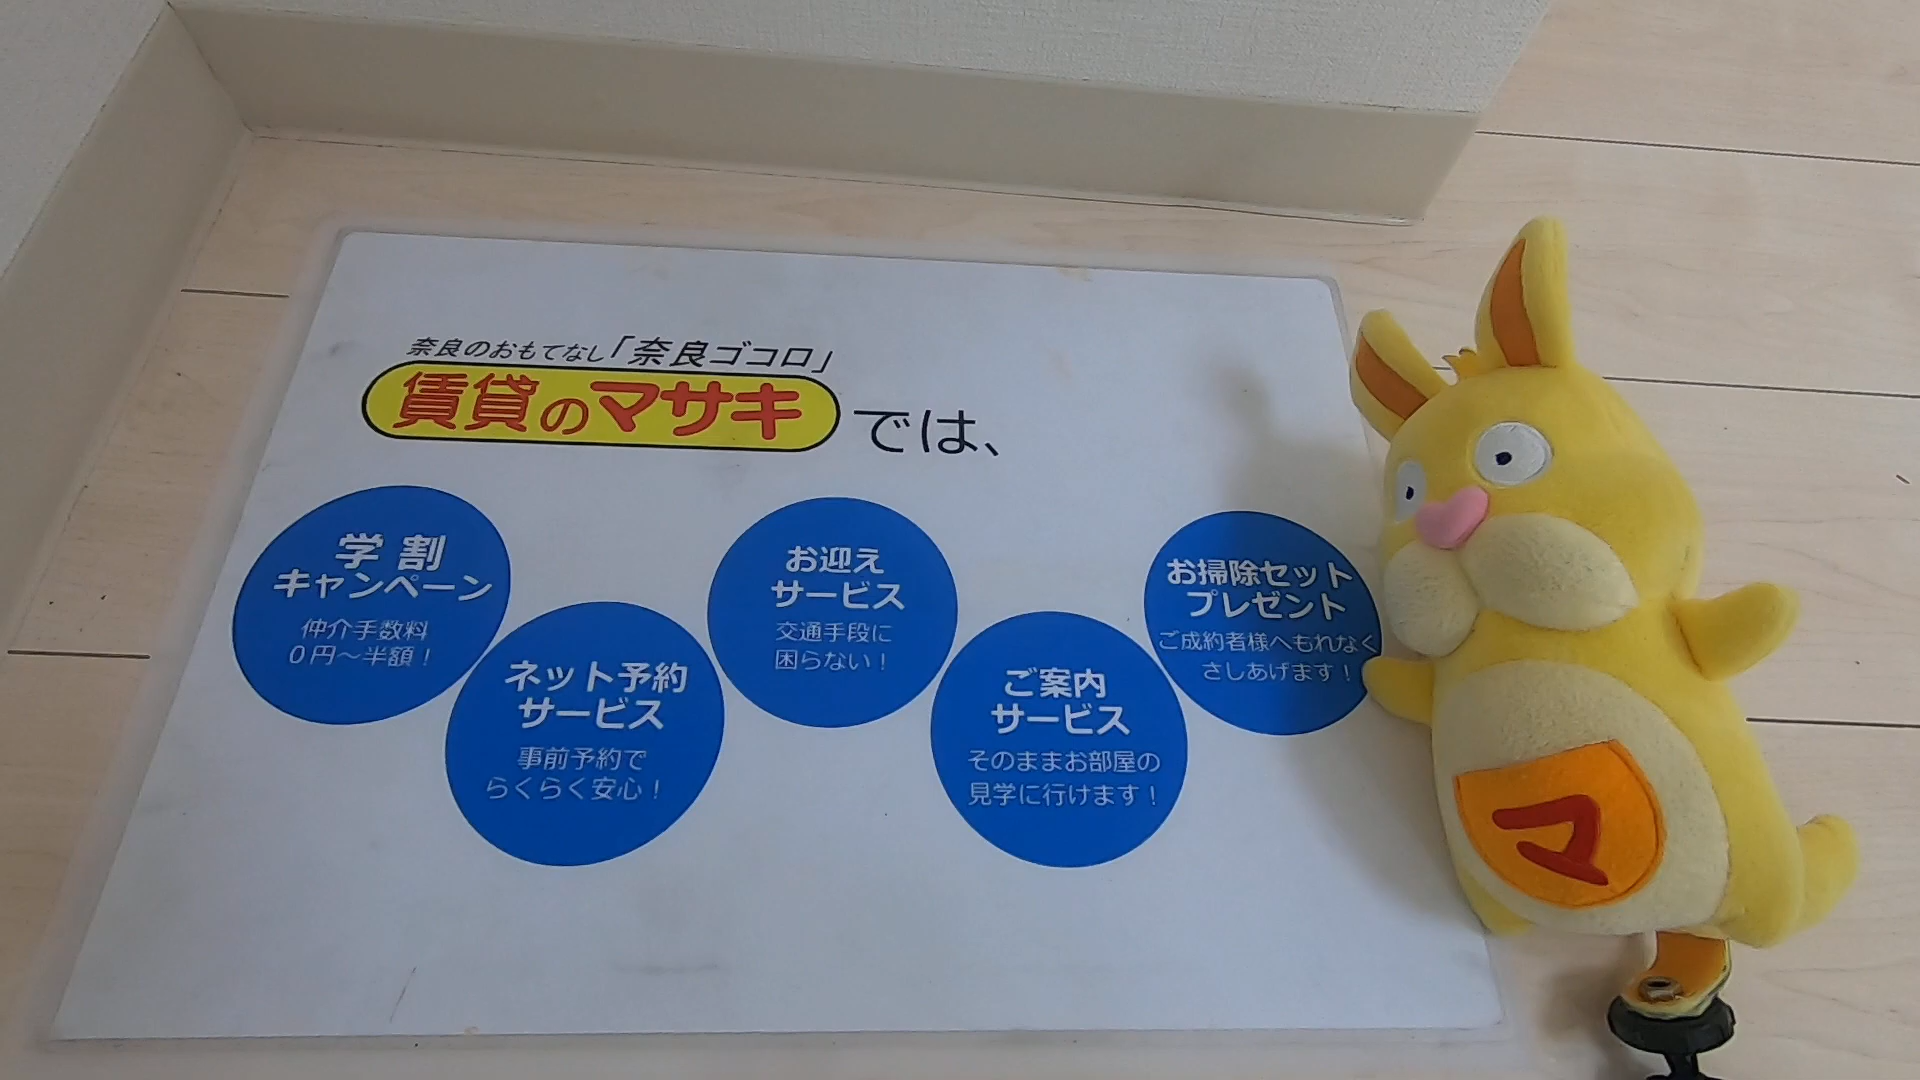 奈良のおもてなし「奈良ゴコロ」
賃貸のマサキでは、
学割
キャンペーン
仲介手数料
0円～半額！
ネット予約
サービス
事前予約で
らくらく安心！
お迎え
サービス
交通手段に
困らない！
ご案内
サービス
そのままお部屋の
見学に行けます！
お掃除セット
プレゼント
ご成約者様へもれなく
さしあげます！
マ